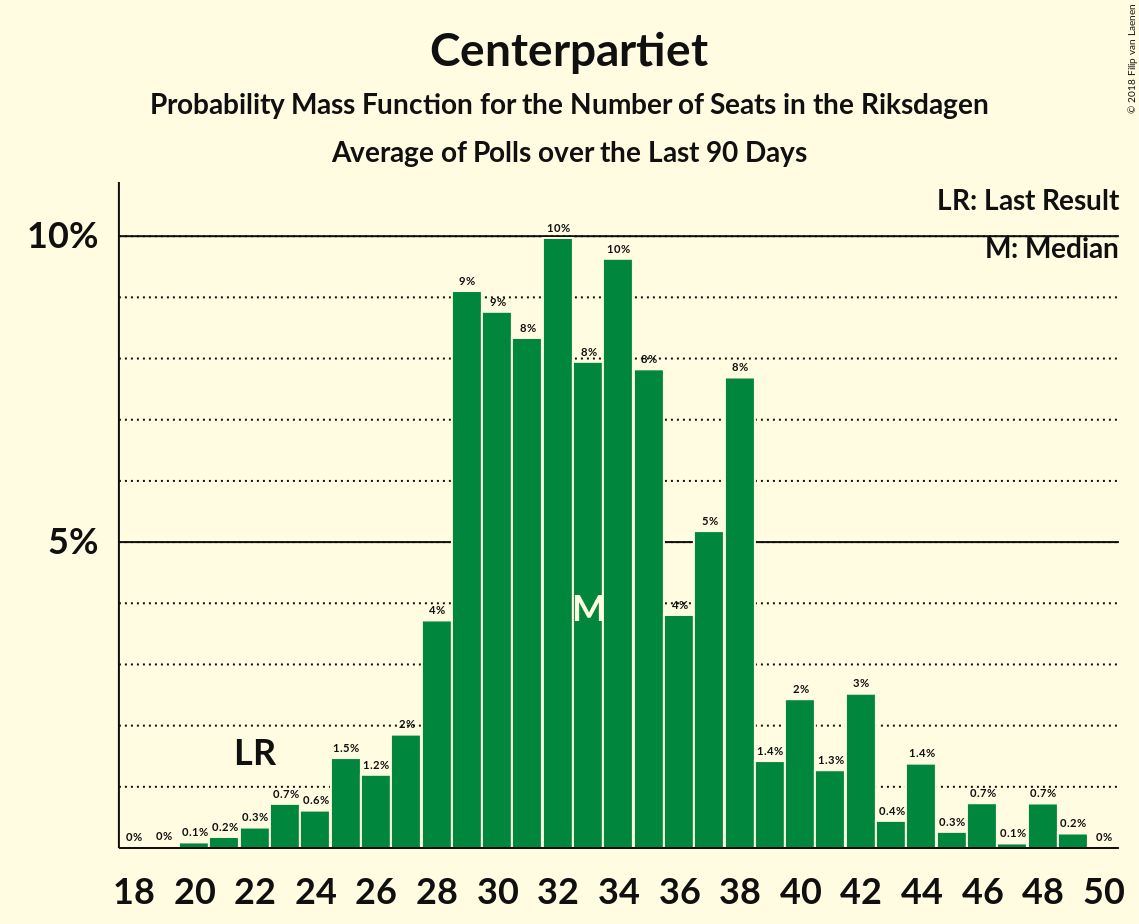 Centerpartiet
Probability Mass Function for the Number of Seats in the Riksdagen
Average of Polls over the Last 90 Days
© 2018 Filip van Laenen
LR: Last Result
M: Median
10%
5%
0% 0% 0.1% 0.2% 0.3% 0.7% 0.6% 1.5% 1.2% 2% 4% 9% 9% 8% 10% 8% 10% 8% 4% 5% 8% 1.4% 2% 1.3% 3% 0.4% 1.4% 0.3% 0.7% 0.1% 0.7% 0.2% 0%
LR
M
18 20 22 24 26 28 30 32 34 36 38 40 42 44 46 48 50